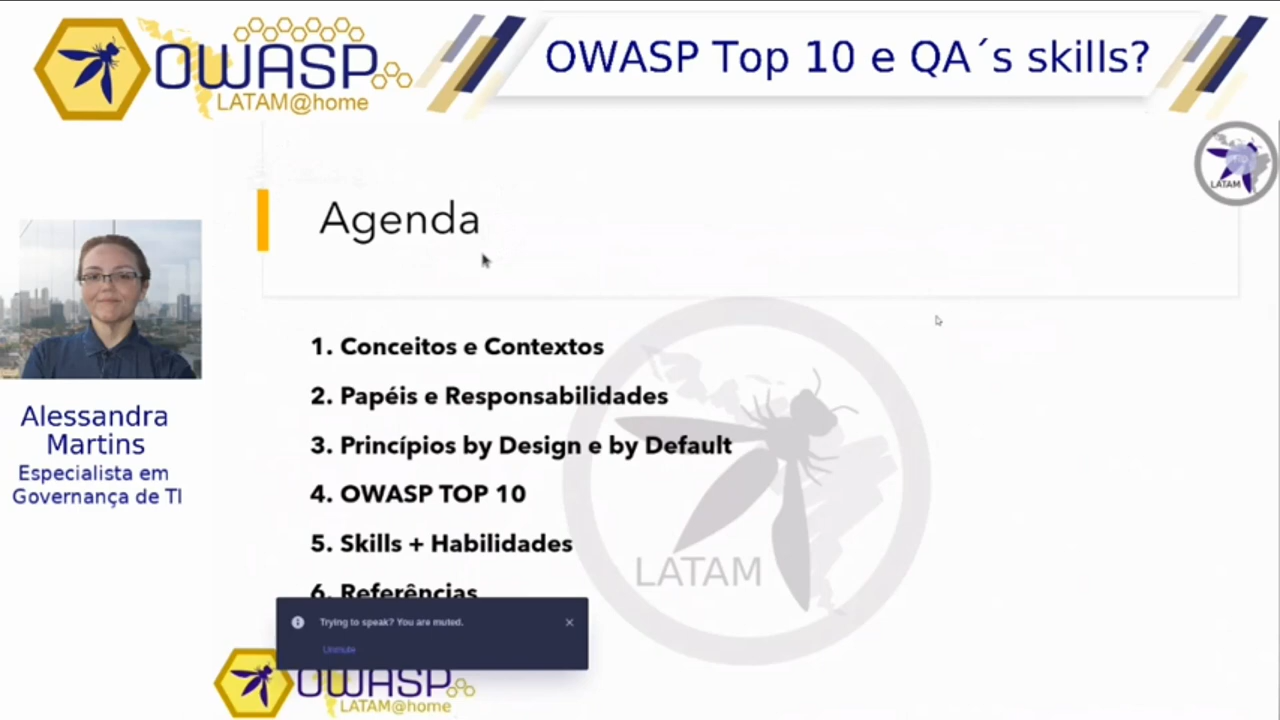 OWASP
LATAM@home
OWASP Top 10 e QA´s skills?
LATAM
Agenda
1. Conceitos e Contextos
2. Papéis e Responsabilidades
3. Princípios by Design e by Default
4. OWASP TOP 10
5. Skills + Habilidades
6. Referências
LATAM
Alessandra
Martins
Especialista em
Governança de TI
Trying to speak? You are muted.
Unmute
OWASP
LATAM@home